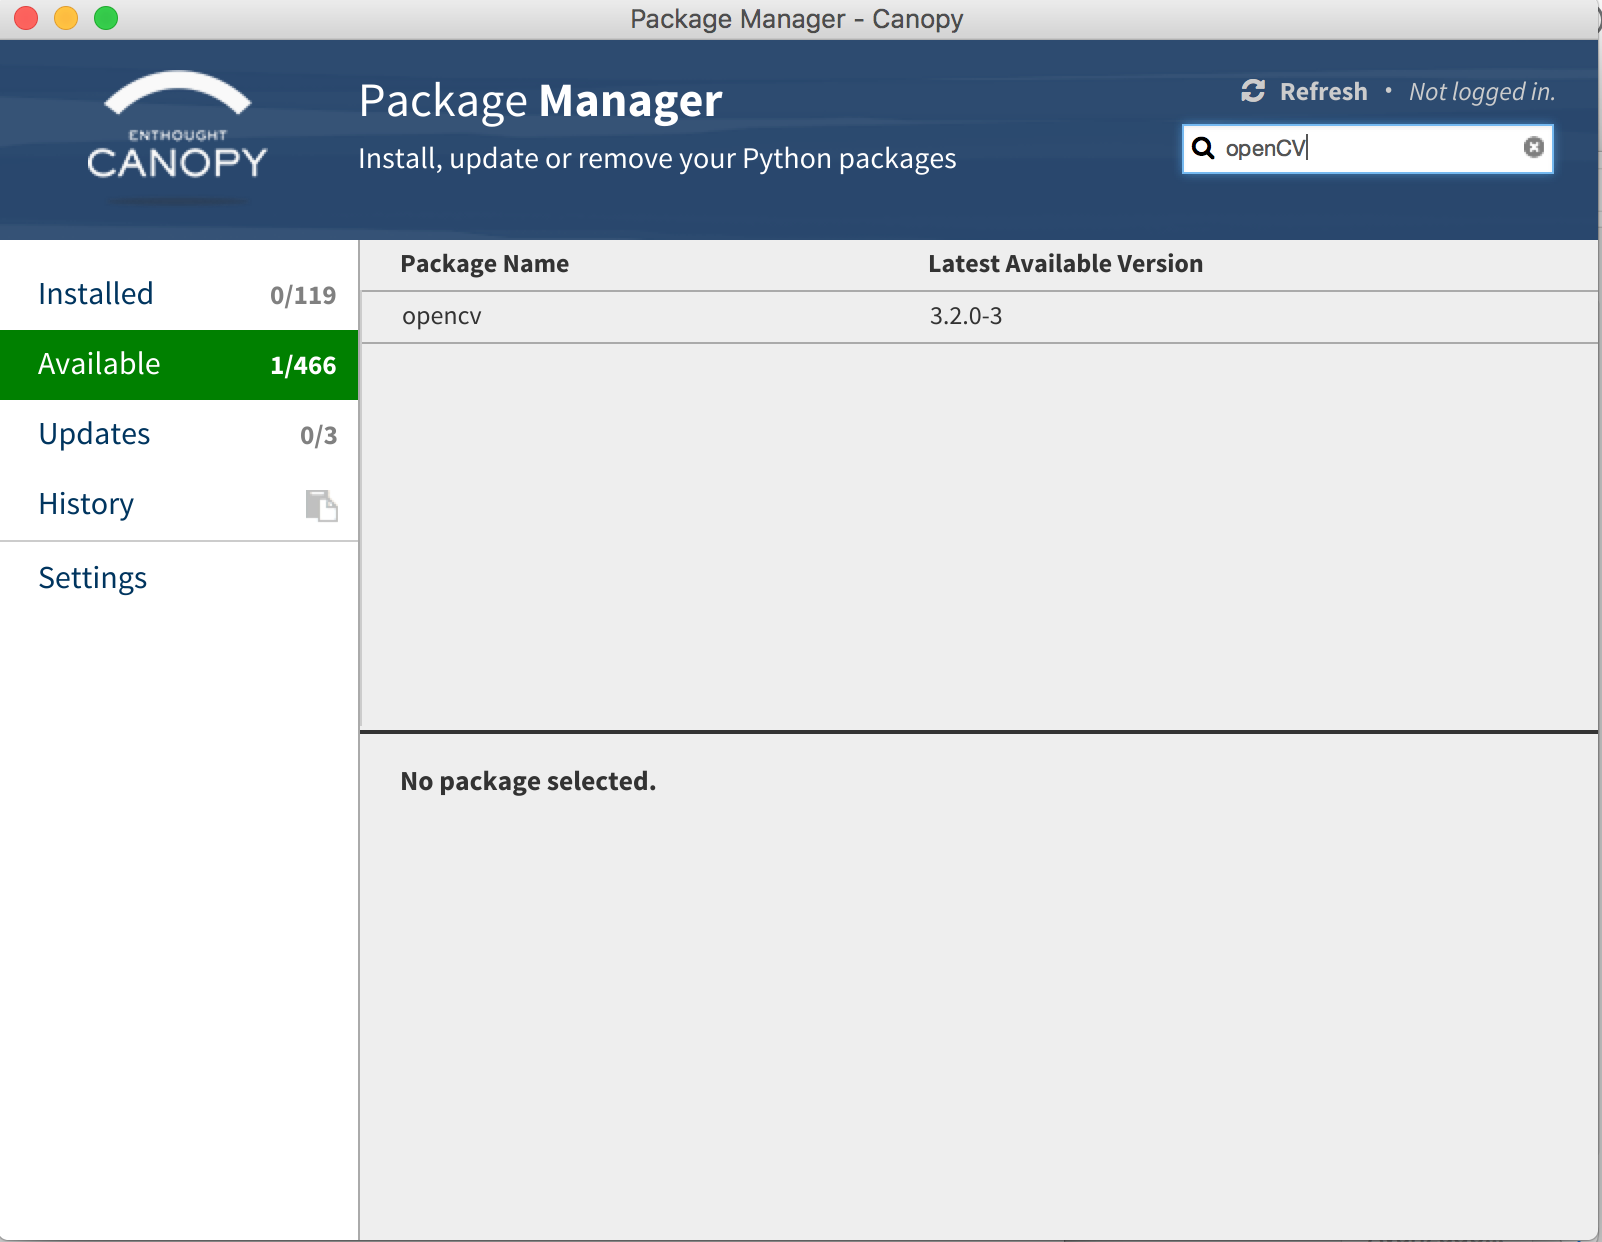 Package Manager - Canopy
ENTHOUGHT
CANOPY
Package Manager
Install, update or remove your Python packages
Refresh • Not logged in.
openCV
Installed 0/119
Available 1/466
Updates 0/3
History
Settings
Package Name Latest Available Version
opencv 3.2.0-3
No package selected.